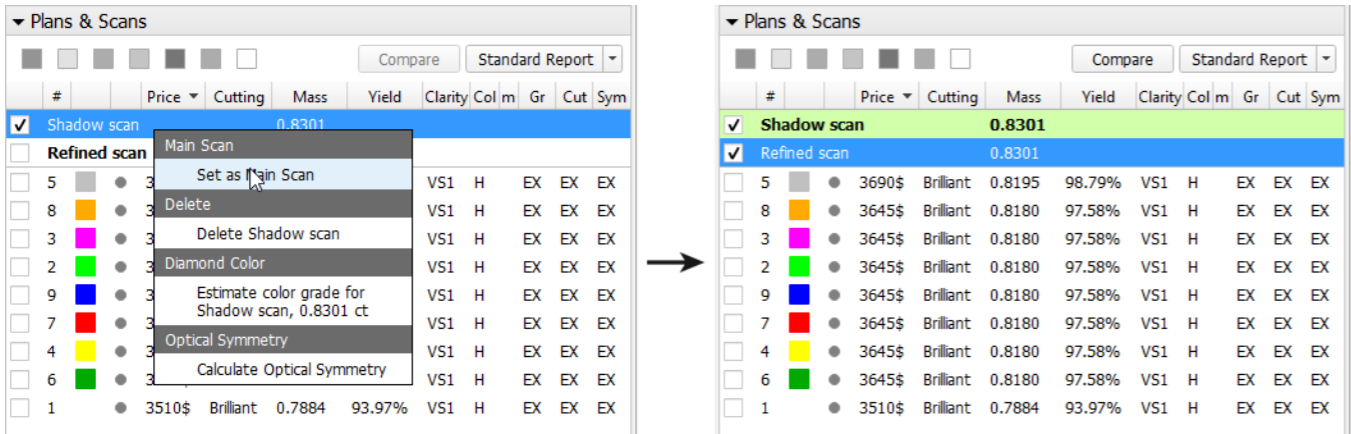 Plans & Scans
Compare Standard Report
# Price Cutting Mass Yield Clarity Col m Gr Cut Sym
Shadow scan 0.8301
Refined scan
Main Scan
Set as Main Scan
Delete
Delete Shadow scan
Diamond Color
Estimate color grade for
Shadow scan, 0.8301 ct
Optical Symmetry
Calculate Optical Symmetry
5 3 VS1 H EX EX EX
8 3 VS1 H EX EX EX
3 3 VS1 H EX EX EX
2 3 VS1 H EX EX EX
9 3 VS1 H EX EX EX
7 3 VS1 H EX EX EX
4 3 VS1 H EX EX EX
6 3 VS1 H EX EX EX
1 3510$ Brilliant 0.7884 93.97% VS1 H EX EX EX
Plans & Scans
Compare Standard Report
# Price Cutting Mass Yield Clarity Col m Gr Cut Sym
Shadow scan 0.8301
Refined scan 0.8301
5 3690$ Brilliant 0.8195 98.79% VS1 H EX EX EX
8 3645$ Brilliant 0.8180 97.58% VS1 H EX EX EX
3 3645$ Brilliant 0.8180 97.58% VS1 H EX EX EX
2 3645$ Brilliant 0.8180 97.58% VS1 H EX EX EX
9 3645$ Brilliant 0.8180 97.58% VS1 H EX EX EX
7 3645$ Brilliant 0.8180 97.58% VS1 H EX EX EX
4 3645$ Brilliant 0.8180 97.58% VS1 H EX EX EX
6 3645$ Brilliant 0.8180 97.58% VS1 H EX EX EX
1 3510$ Brilliant 0.7884 93.97% VS1 H EX EX EX